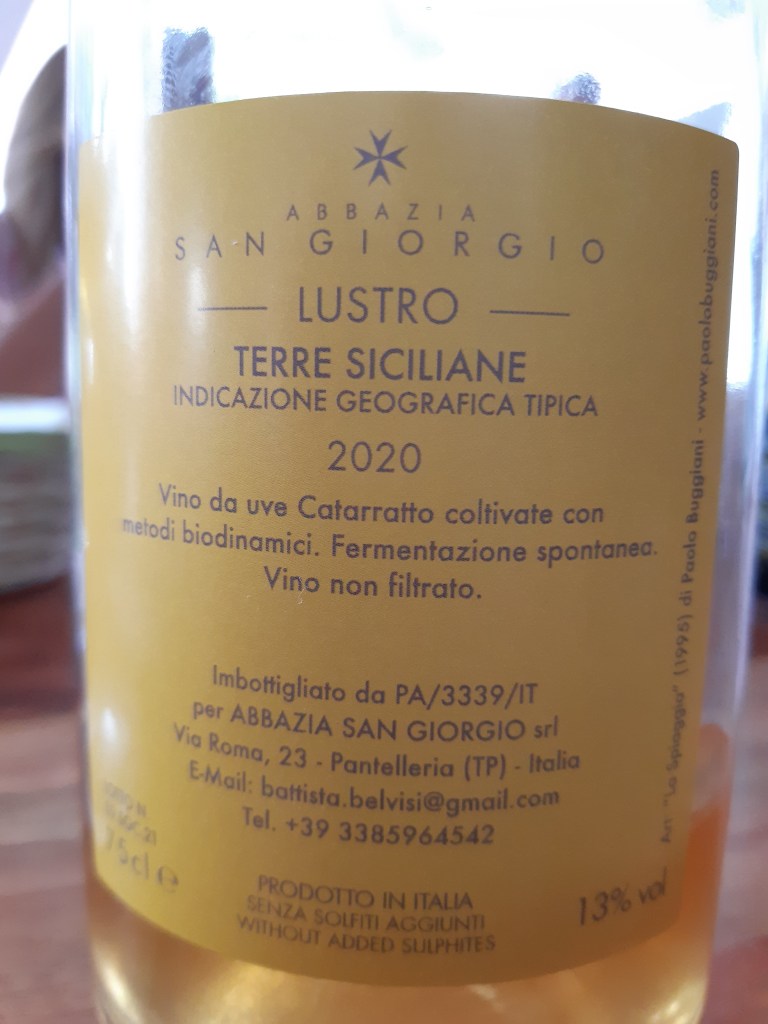 ABBAZIA
SAN GIORGIO
LUSTRO
TERRE SICILIANE
INDICAZIONE GEOGRAFICA TIPICA
2020
Vino da uve Catarratto coltivate con
metodi biodinamici. Fermentazione spontanea.
Vino non filtrato.
Imbottigliato da PA/3339/IT
per ABBAZIA SAN GIORGIO srl
Via Roma, 23 - Pantelleria (TP) - Italia
E-Mail: battista.belvisi@gmail.com
Tel. +39 3385964542
LOTTO N
75cl e
PRODOTTO IN ITALIA
SENZA SOLFITI AGGIUNTI
WITHOUT ADDED SULPHITES
13% vol
Art "La Spiaggia" (1995) di Paolo Buggiani - www.paolobuggiani.com